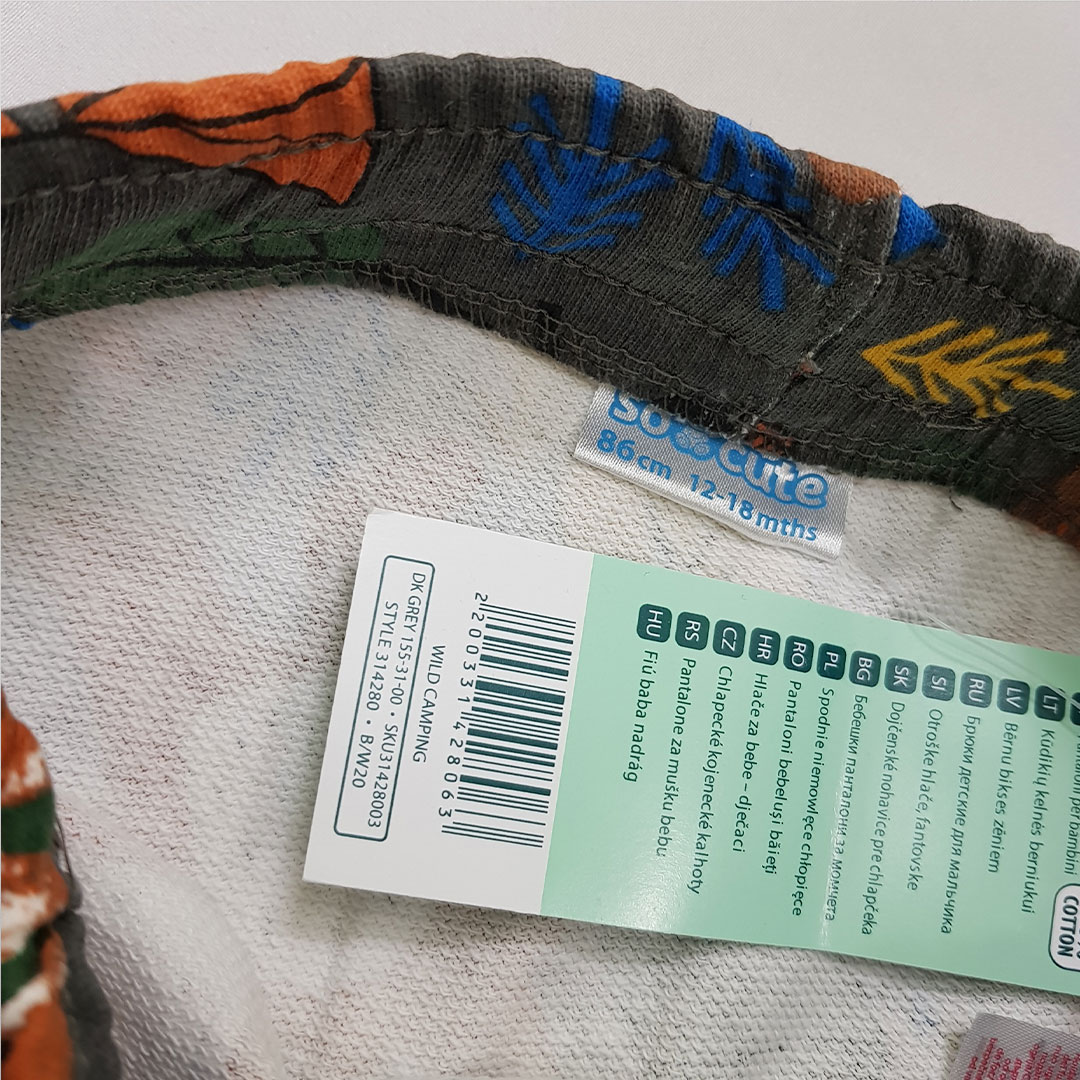 so cute
86cm 12-18mths
DK GREY 155-31-00 • SKU31428003
STYLE 314280 • B/W20
WILD CAMPING
2200331428063
per bambini
LT Kūdikių kelnės berniukui
LV Bērnu bikses zēniem
RU Брюки детские для мальчика
SI Otroške hlače, fantovske
SK Dojčenské nohavice pre chlapčeka
BG Бебешки панталони за момчета
PL Spodnie niemowlęce chłopięce
RO Pantaloni bebeluși băieți
HR Hlače za bebe – dječaci
CZ Chlapecké kojenecké kalhoty
RS Pantalone za mušku bebu
HU Fiú baba nadrág
COTTON